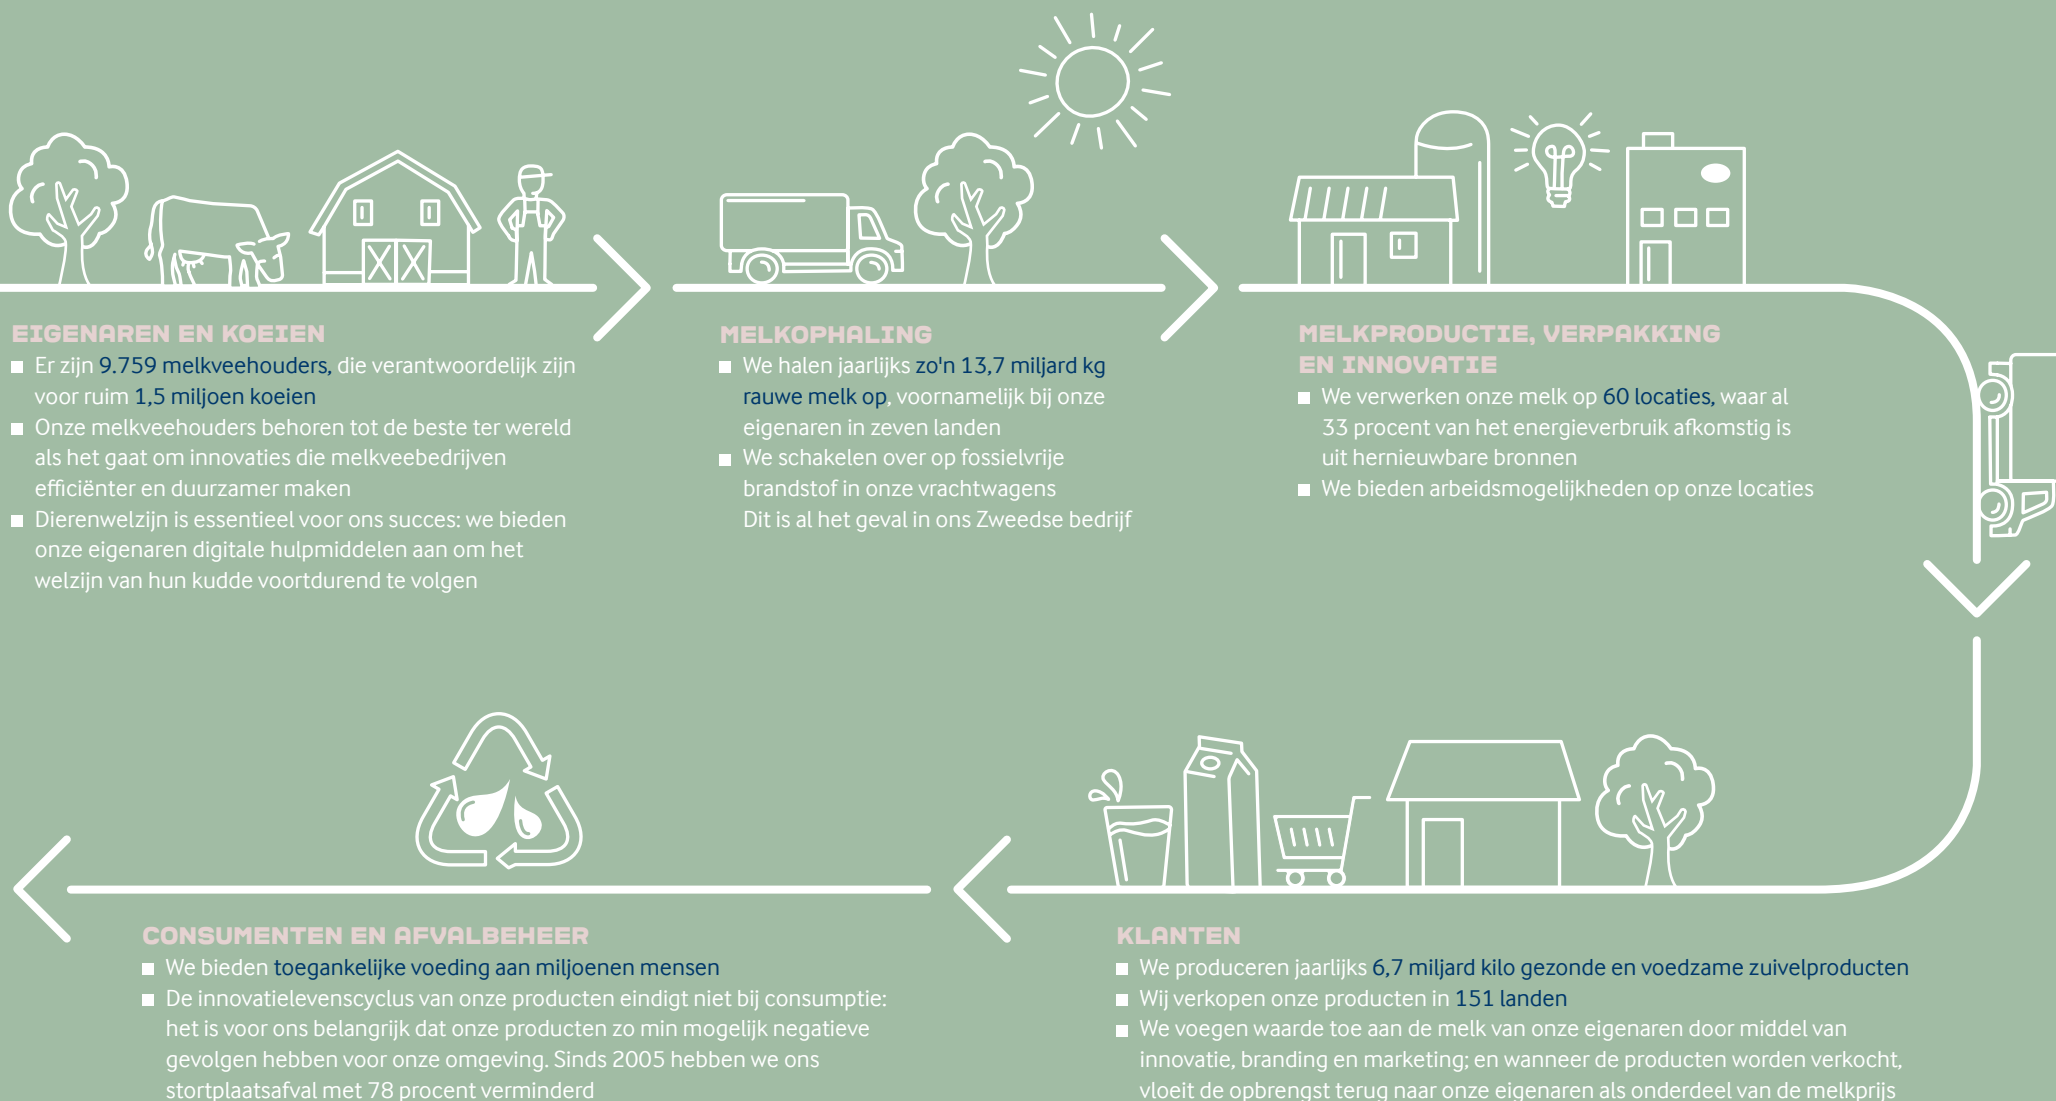 EIGENAREN EN KOEIEN
Er zijn 9.759 melkveehouders, die verantwoordelijk zijn
voor ruim 1,5 miljoen koeien
Onze melkveehouders behoren tot de beste ter wereld
als het gaat om innovaties die melkveebedrijven
efficiënter en duurzamer maken
Dierenwelzijn is essentieel voor ons succes: we bieden
onze eigenaren digitale hulpmiddelen aan om het
welzijn van hun kudde voortdurend te volgen
MELKOPHALING
We halen jaarlijks zo'n 13,7 miljard kg
rauwe melk op, voornamelijk bij onze
eigenaren in zeven landen
We schakelen over op fossielvrije
brandstof in onze vrachtwagens
Dit is al het geval in ons Zweedse bedrijf
MELKPRODUCTIE, VERPAKKING
EN INNOVATIE
We verwerken onze melk op 60 locaties, waar al
33 procent van het energieverbruik afkomstig is
uit hernieuwbare bronnen
We bieden arbeidsmogelijkheden op onze locaties
CONSUMENTEN EN AFVALBEHEER
We bieden toegankelijke voeding aan miljoenen mensen
De innovatielevenscyclus van onze producten eindigt niet bij consumptie:
het is voor ons belangrijk dat onze producten zo min mogelijk negatieve
gevolgen hebben voor onze omgeving. Sinds 2005 hebben we ons
stortplaatsafval met 78 procent verminderd
KLANTEN
We produceren jaarlijks 6,7 miljard kilo gezonde en voedzame zuivelproducten
Wij verkopen onze producten in 151 landen
We voegen waarde toe aan de melk van onze eigenaren door middel van
innovatie, branding en marketing; en wanneer de producten worden verkocht,
vloeit de opbrengst terug naar onze eigenaren als onderdeel van de melkprijs